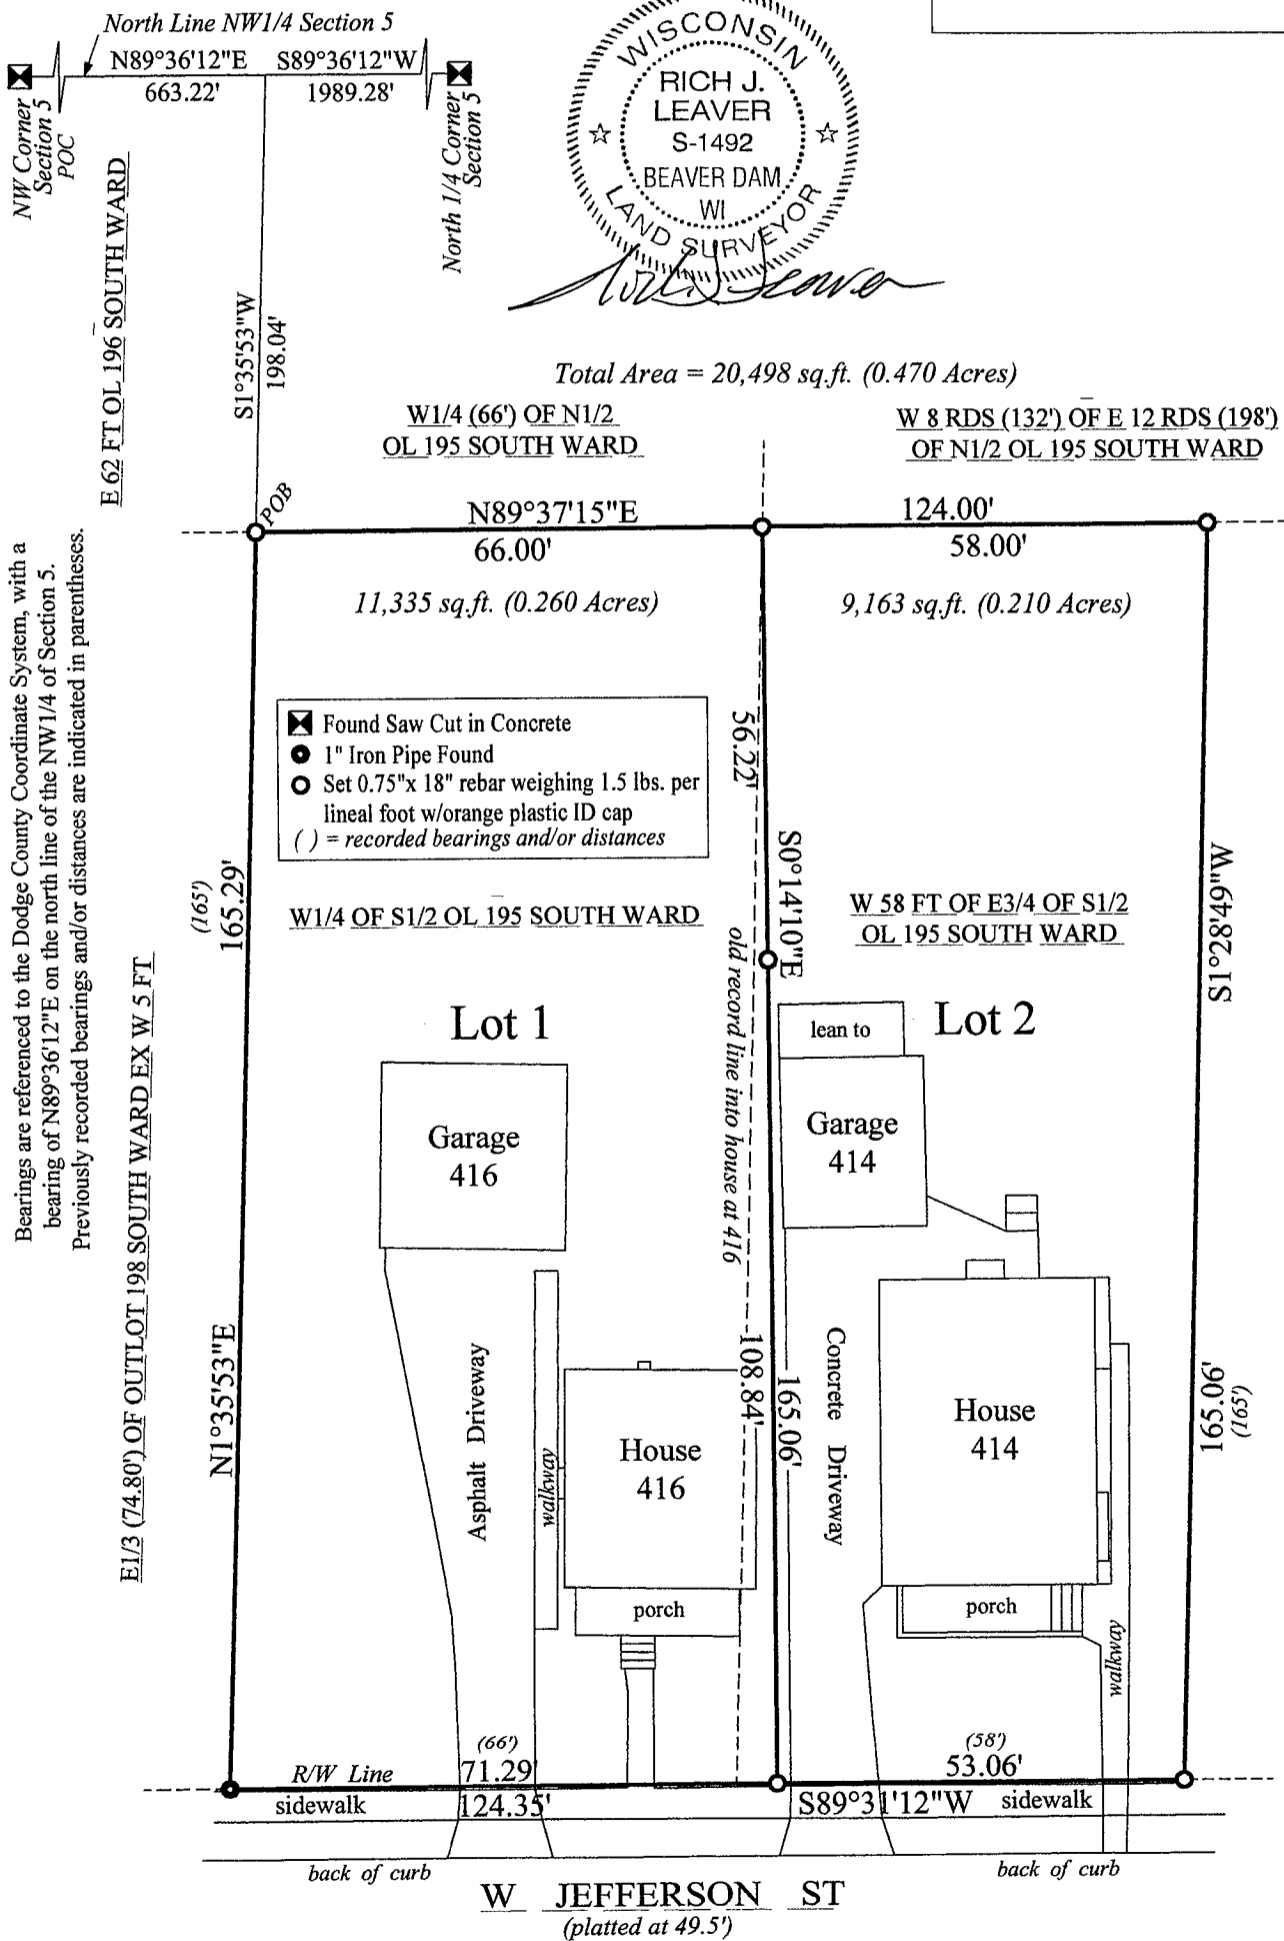 North Line NW1/4 Section 5
N89°36'12"E
S89°36'12"W
663.22'
1989.28'
NW Corner
Section 5
POC
North 1/4 Corner
Section 5
WISCONSIN
RICH J.
LEAVER
S-1492
BEAVER DAM
WI
LAND SURVEYOR
E 62 FT OL 196 SOUTH WARD
S1°35'53"W
198.04'
Total Area = 20,498 sq.ft. (0.470 Acres)
W1/4 (66') OF N1/2
OL 195 SOUTH WARD
W 8 RDS (132') OF E 12 RDS (198')
OF N1/2 OL 195 SOUTH WARD
POB
N89°37'15"E
124.00'
66.00'
58.00'
11,335 sq.ft. (0.260 Acres)
9,163 sq.ft. (0.210 Acres)
Bearings are referenced to the Dodge County Coordinate System, with a
bearing of N89°36'12"E on the north line of the NW1/4 of Section 5.
Previously recorded bearings and/or distances are indicated in parentheses.
Found Saw Cut in Concrete
1" Iron Pipe Found
Set 0.75"x 18" rebar weighing 1.5 lbs. per
lineal foot w/orange plastic ID cap
( ) = recorded bearings and/or distances
56.22'
S0°14'10"E
S1°28'49"W
(165')
165.29'
W1/4 OF S1/2 OL 195 SOUTH WARD
W 58 FT OF E3/4 OF S1/2
OL 195 SOUTH WARD
old record line into house at 416
E1/3 (74.80') OF OUTLOT 198 SOUTH WARD EX W 5 FT
Lot 1
Lot 2
lean to
Garage
416
Garage
414
N1°35'53"E
Asphalt Driveway
walkway
House
416
108.84'
165.06'
Concrete Driveway
House
414
165.06'
(165')
porch
porch
walkway
(66')
(58')
R/W Line
71.29'
53.06'
sidewalk
124.35'
S89°31'12"W
sidewalk
back of curb
back of curb
W JEFFERSON ST
(platted at 49.5')